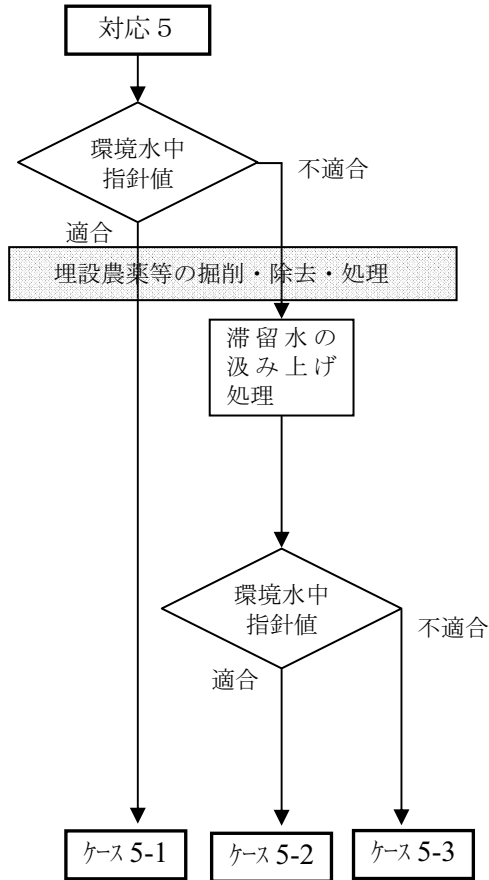 対応５
環境水中
指針値
不適合
適合
埋設農薬等の掘削・除去・処理
滞留水の
汲み上げ
処理
環境水中
指針値
不適合
適合
ｹｰｽ 5-1
ｹｰｽ 5-2
ｹｰｽ 5-3